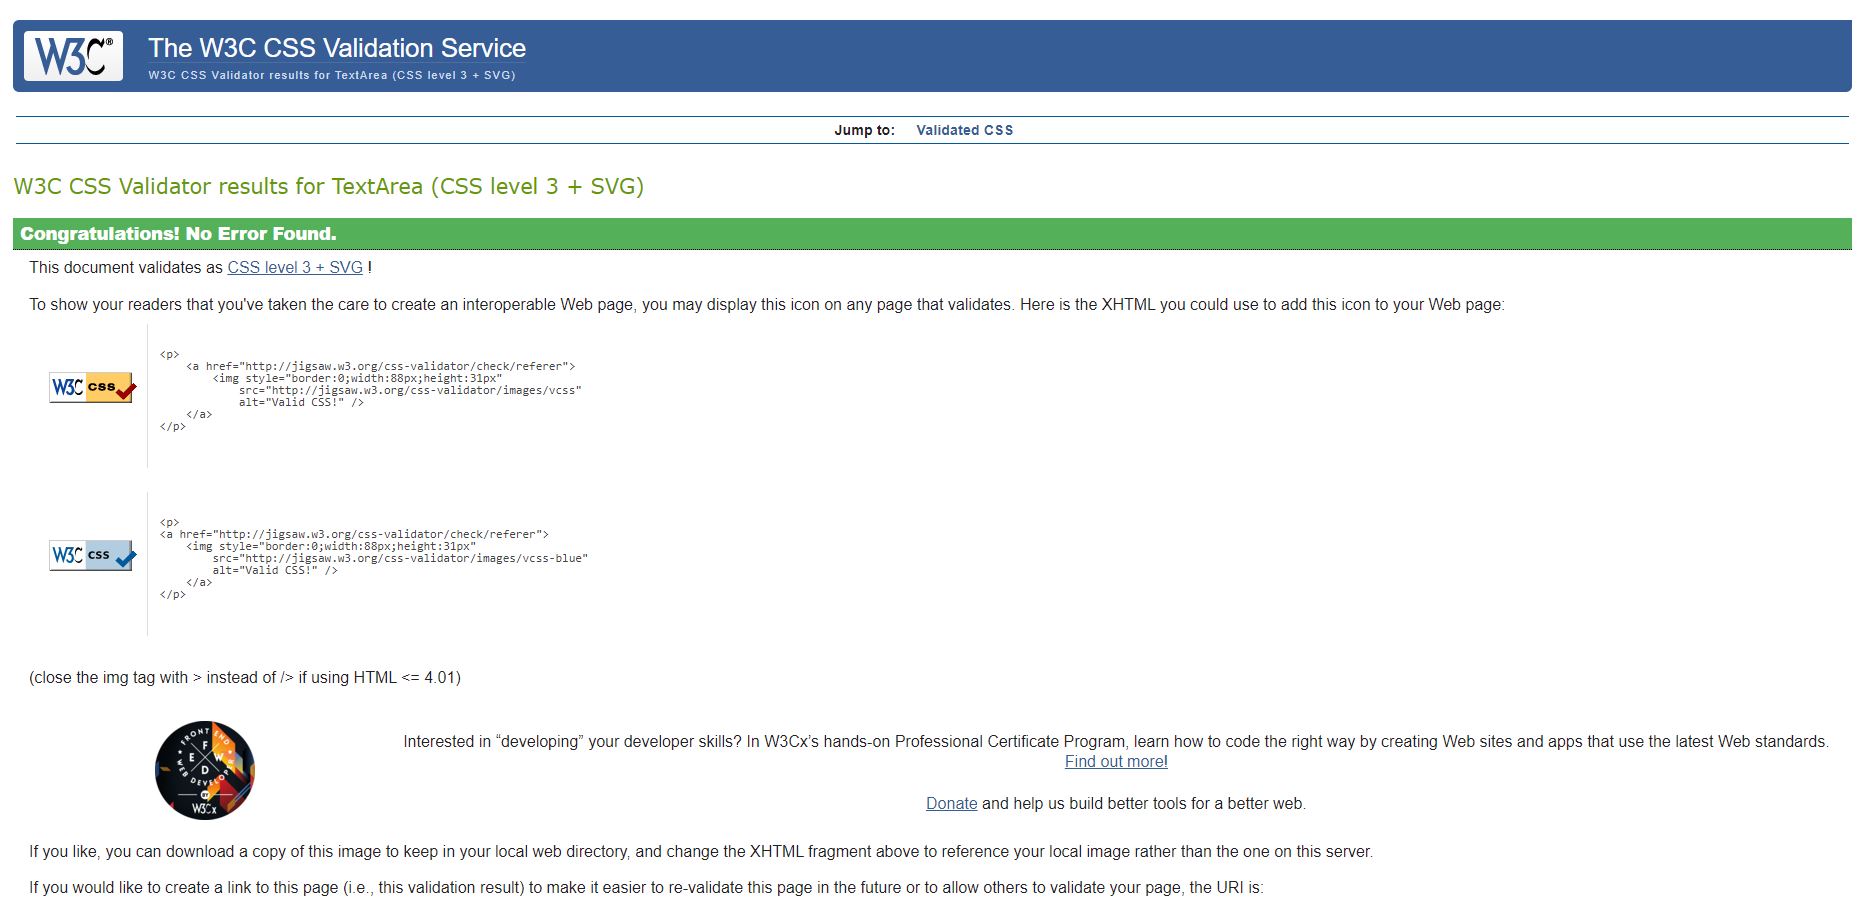 W3C®
The W3C CSS Validation Service
W3C CSS Validator results for TextArea (CSS level 3 + SVG)
Jump to: Validated CSS
W3C CSS Validator results for TextArea (CSS level 3 + SVG)
Congratulations! No Error Found.
This document validates as CSS level 3 + SVG !
To show your readers that you've taken the care to create an interoperable Web page, you may display this icon on any page that validates. Here is the XHTML you could use to add this icon to your Web page:
W3C css
<p>
<a href="http://jigsaw.w3.org/css-validator/check/referer">
<img style="border:0;width:88px;height:31px"
src="http://jigsaw.w3.org/css-validator/images/vcss"
alt="Valid CSS!" />
</a>
</p>
W3C css
<p>
<a href="http://jigsaw.w3.org/css-validator/check/referer">
<img style="border:0;width:88px;height:31px"
src="http://jigsaw.w3.org/css-validator/images/vcss-blue"
alt="Valid CSS!" />
</a>
</p>
(close the img tag with > instead of /> if using HTML <= 4.01)
FRONT END
F
E W
D
WEB DEVELOPER
BY
W3Cx
Interested in “developing” your developer skills? In W3Cx’s hands-on Professional Certificate Program, learn how to code the right way by creating Web sites and apps that use the latest Web standards.
Find out more!
Donate and help us build better tools for a better web.
If you like, you can download a copy of this image to keep in your local web directory, and change the XHTML fragment above to reference your local image rather than the one on this server.
If you would like to create a link to this page (i.e., this validation result) to make it easier to re-validate this page in the future or to allow others to validate your page, the URI is: